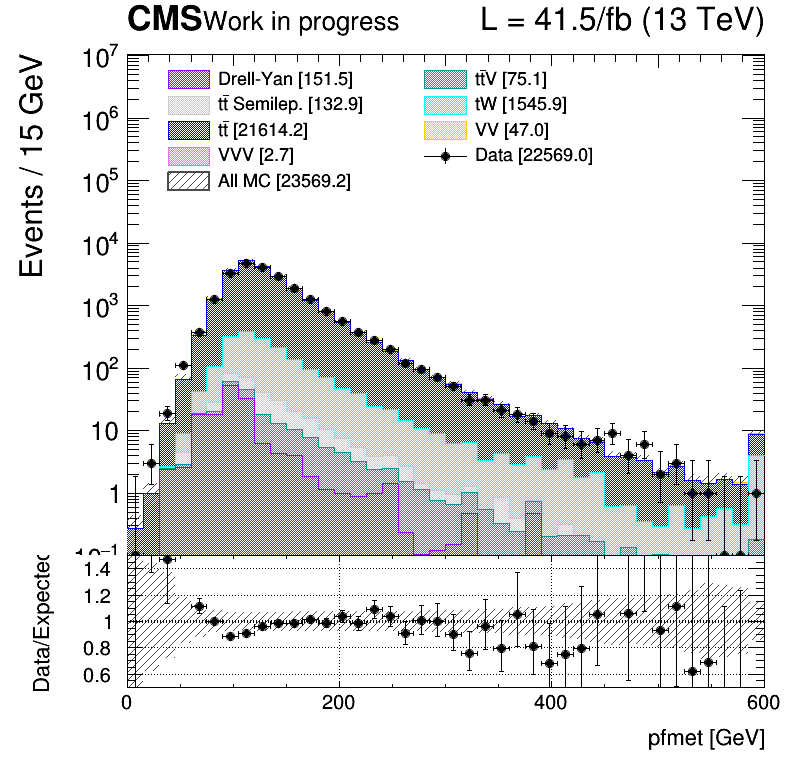 CMS Work in progress L = 41.5/fb (13 TeV)
Events / 15 GeV
10⁷
10⁶
10⁵
10⁴
10³
10²
10
1
10⁻¹
Drell-Yan [151.5]
tt̄ Semilep. [132.9]
tt̄ [21614.2]
VVV [2.7]
All MC [23569.2]
tt̄V [75.1]
tW [1545.9]
VV [47.0]
Data [22569.0]
Data/Expected
1.4
1.2
1
0.8
0.6
0 200 400 600
pfmet [GeV]